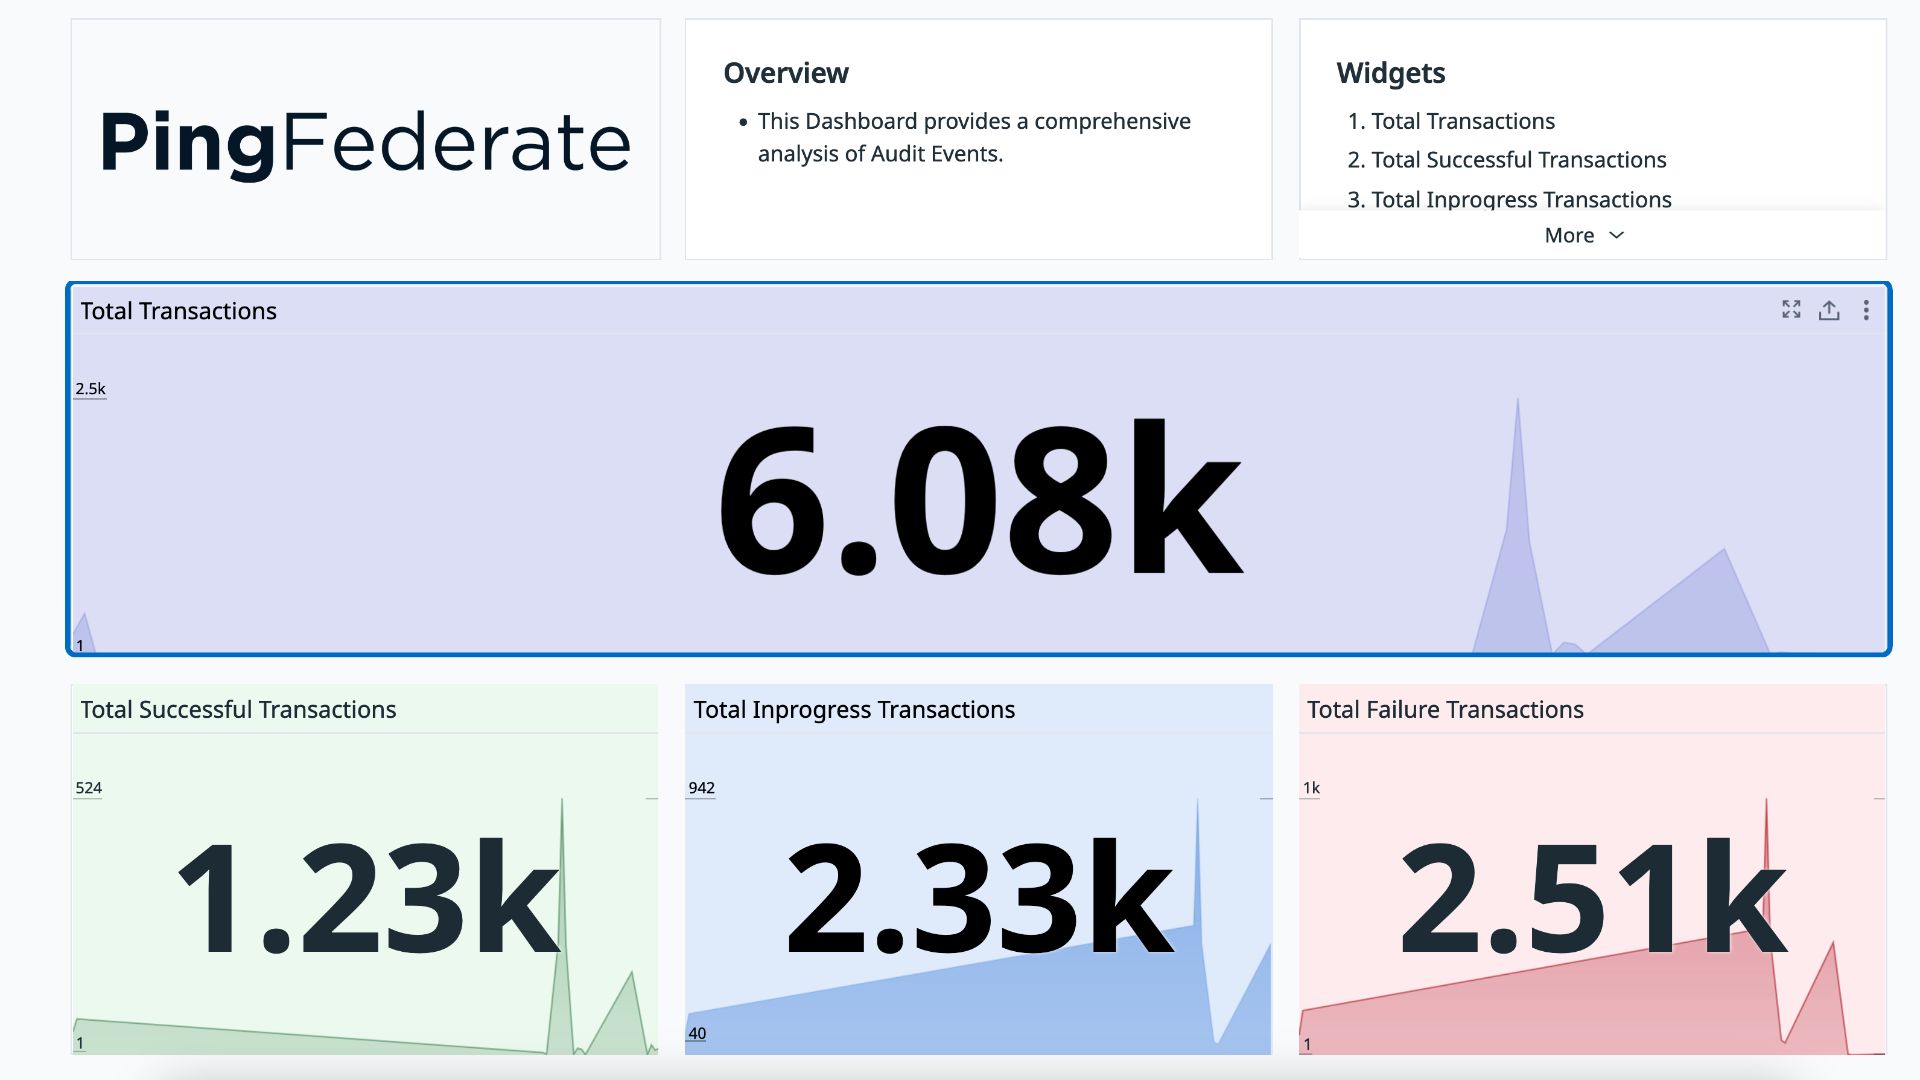 PingFederate
Overview
• This Dashboard provides a comprehensive
analysis of Audit Events.
Widgets
1. Total Transactions
2. Total Successful Transactions
3. Total Inprogress Transactions
More
Total Transactions
2.5k
6.08k
1
Total Successful Transactions
524
1.23k
1
Total Inprogress Transactions
942
2.33k
40
Total Failure Transactions
1k
2.51k
1